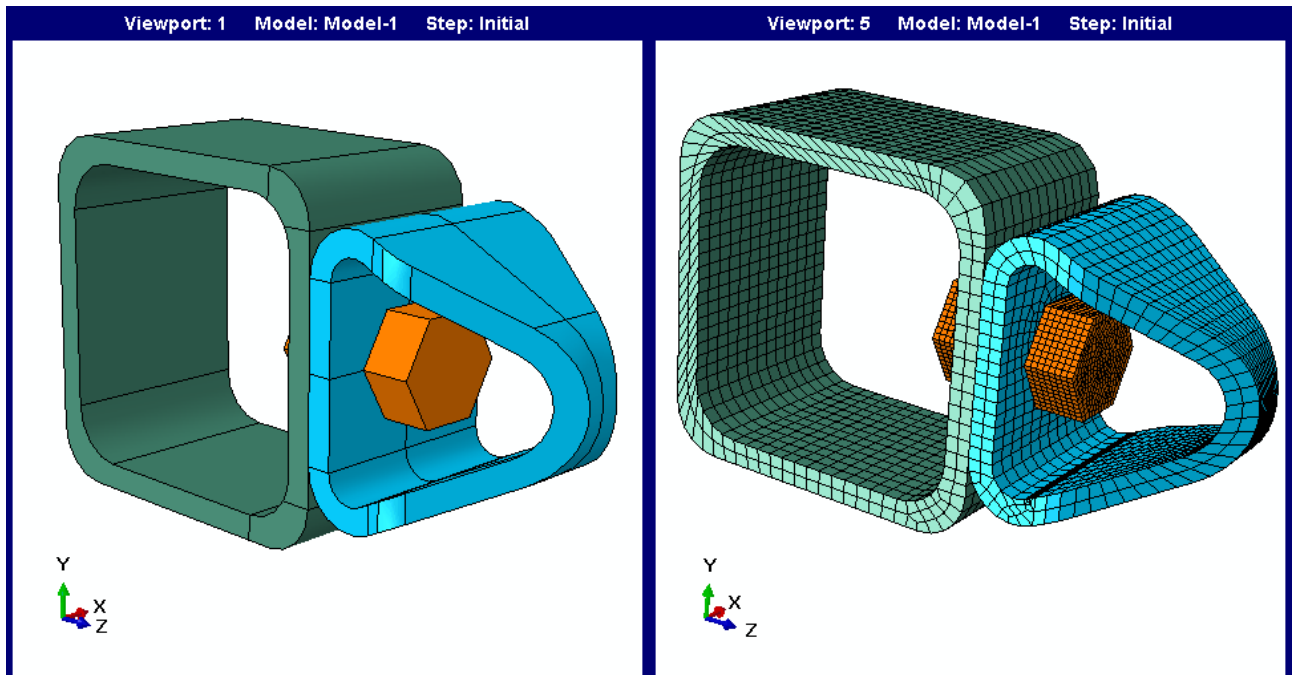 Viewport: 1 Model: Model-1 Step: Initial
Viewport: 5 Model: Model-1 Step: Initial
Y
X
Z
Y
X
Z